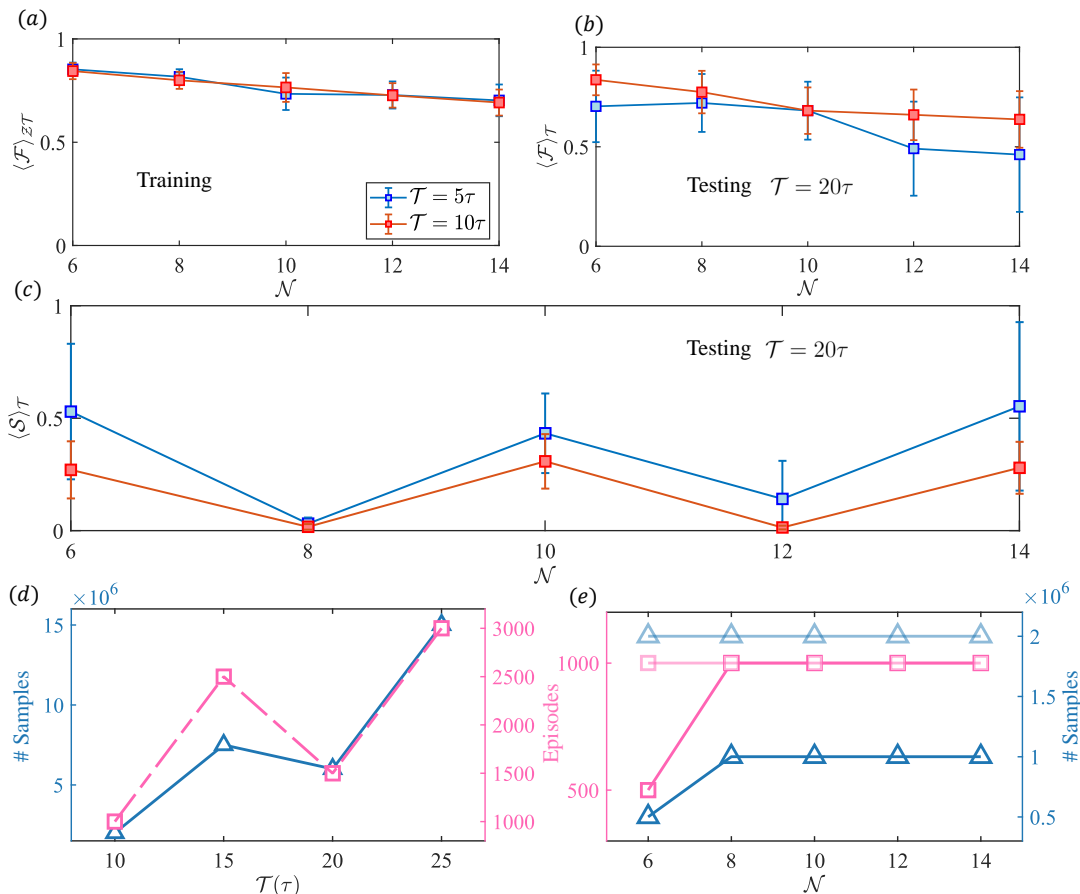 (a)
1
0.5
0
⟨ℱ⟩𝒵𝒯
Training
𝒯 = 5τ
𝒯 = 10τ
6 8 10 12 14
𝒩
(b)
1
0.5
0
⟨ℱ⟩𝒯
Testing 𝒯 = 20τ
6 8 10 12 14
𝒩
(c)
1
0.5
0
⟨𝒮⟩𝒯
Testing 𝒯 = 20τ
6 8 10 12 14
𝒩
(d)
×10⁶
15
10
5
# Samples
3000
2500
2000
1500
1000
Episodes
10 15 20 25
𝒯(τ)
(e)
×10⁶
1000
500
2
1.5
1
0.5
# Samples
6 8 10 12 14
𝒩